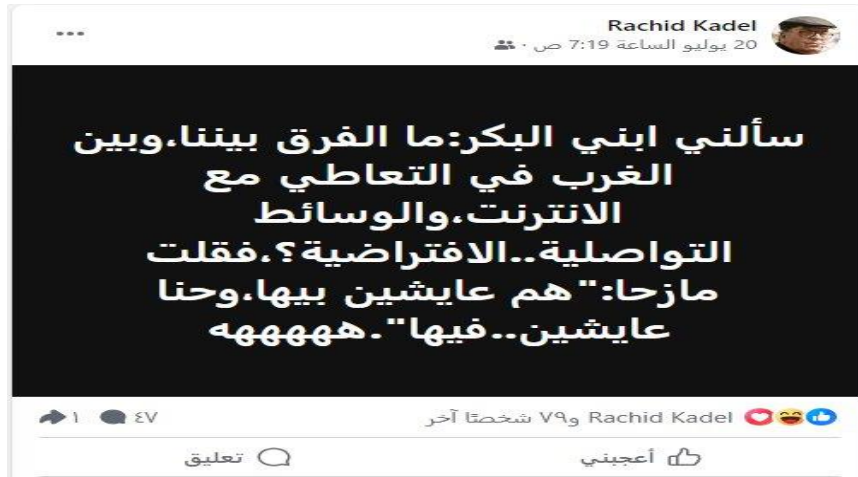 Rachid Kadel
20 يوليو الساعة 7:19 ص ·
سألني ابني البكر:ما الفرق بيننا،وبين
الغرب في التعاطي مع
الانترنت،والوسائط
التواصلية..الافتراضية؟،فقلت
مازحا:"هم عايشين بيها،وحنا
عايشين..فيها".هههههه
Rachid Kadel و٧٩ شخصًا آخر
٤٧
١
أعجبني
تعليق